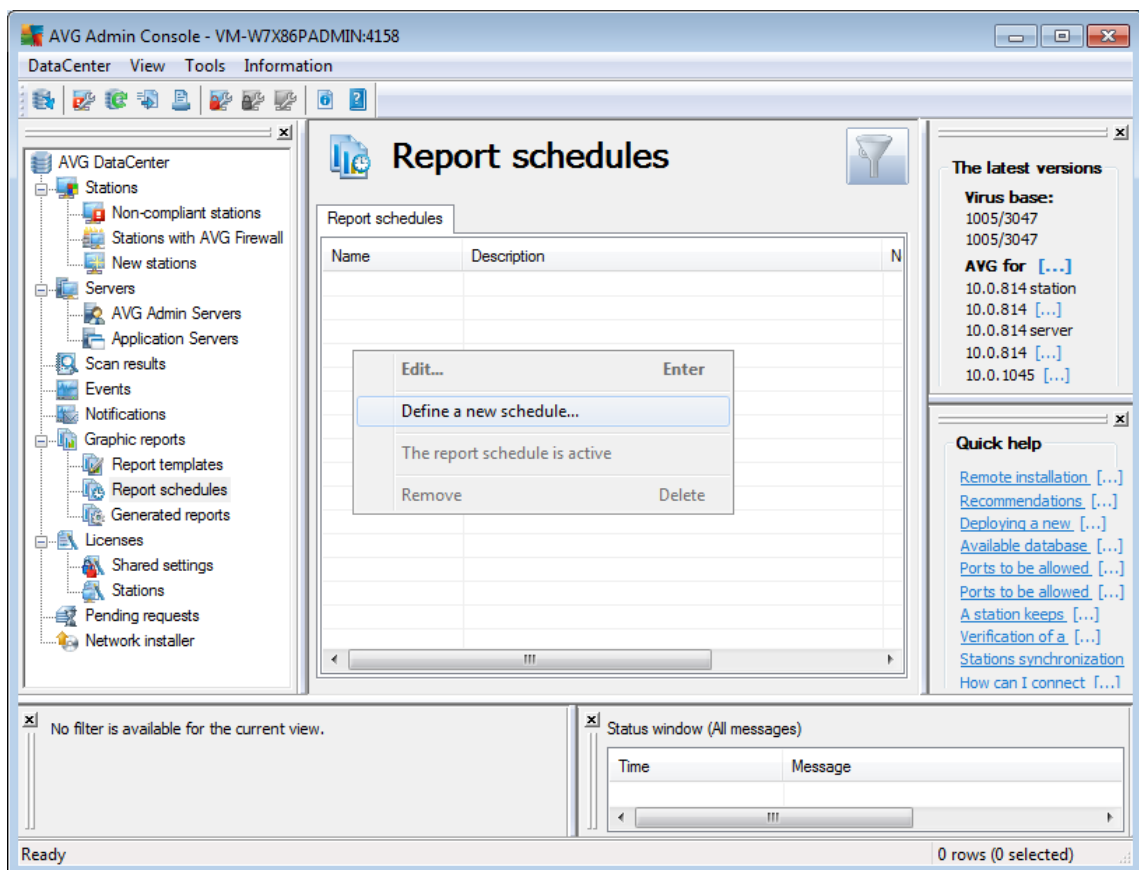 AVG Admin Console - VM-W7X86PADMIN:4158
DataCenter View Tools Information
AVG DataCenter
Stations
Non-compliant stations
Stations with AVG Firewall
New stations
Servers
AVG Admin Servers
Application Servers
Scan results
Events
Notifications
Graphic reports
Report templates
Report schedules
Generated reports
Licenses
Shared settings
Stations
Pending requests
Network installer
Report schedules
Report schedules
Name Description N
Edit... Enter
Define a new schedule...
The report schedule is active
Remove Delete
The latest versions
Virus base:
1005/3047
1005/3047
AVG for [...]
10.0.814 station
10.0.814 [...]
10.0.814 server
10.0.814 [...]
10.0.1045 [...]
Quick help
Remote installation [...]
Recommendations [...]
Deploying a new [...]
Available database [...]
Ports to be allowed [...]
Ports to be allowed [...]
A station keeps [...]
Verification of a [...]
Stations synchronization
How can I connect [...]
No filter is available for the current view.
Status window (All messages)
Time Message
Ready
0 rows (0 selected)